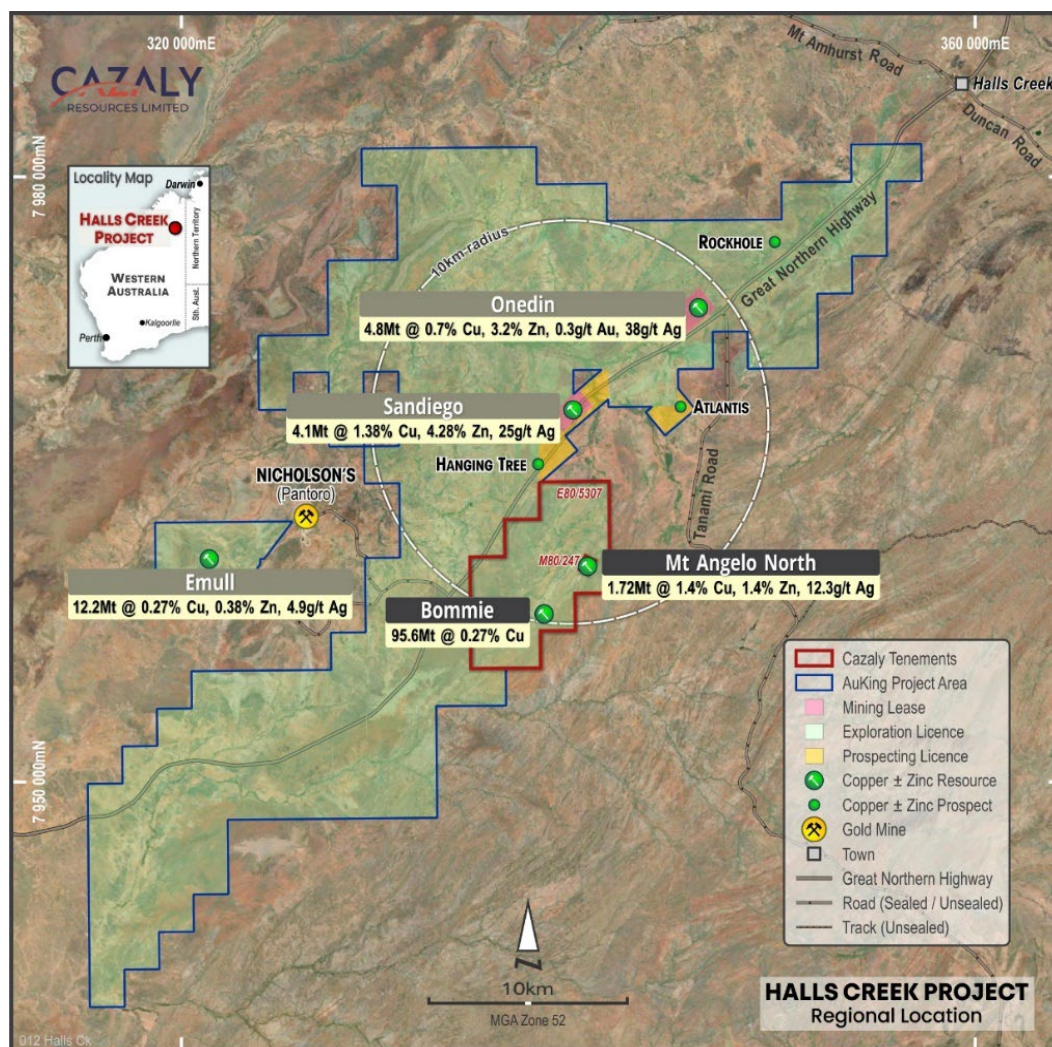 320 000mE
360 000mE
Mt Amhurst Road
Halls Creek
Duncan Road
CAZALY
RESOURCES LIMITED
7 980 000mN
Locality Map
Darwin
HALLS CREEK
PROJECT
Northern Territory
WESTERN
AUSTRALIA
Sth. Aust.
Kalgoorlie
Perth
10km radius
ROCKHOLE
Great Northern Highway
Onedin
4.8Mt @ 0.7% Cu, 3.2% Zn, 0.3g/t Au, 38g/t Ag
Sandiego
4.1Mt @ 1.38% Cu, 4.28% Zn, 25g/t Ag
ATLANTIS
HANGING TREE
Tanami Road
NICHOLSON'S
(Pantoro)
E80/5307
M80/247
Mt Angelo North
1.72Mt @ 1.4% Cu, 1.4% Zn, 12.3g/t Ag
Emull
12.2Mt @ 0.27% Cu, 0.38% Zn, 4.9g/t Ag
Bommie
95.6Mt @ 0.27% Cu
7 950 000mN
Cazaly Tenements
AuKing Project Area
Mining Lease
Exploration Licence
Prospecting Licence
Copper ± Zinc Resource
Copper ± Zinc Prospect
Gold Mine
Town
Great Northern Highway
Road (Sealed / Unsealed)
Track (Unsealed)
N
10km
MGA Zone 52
HALLS CREEK PROJECT
Regional Location
012 Halls Ck